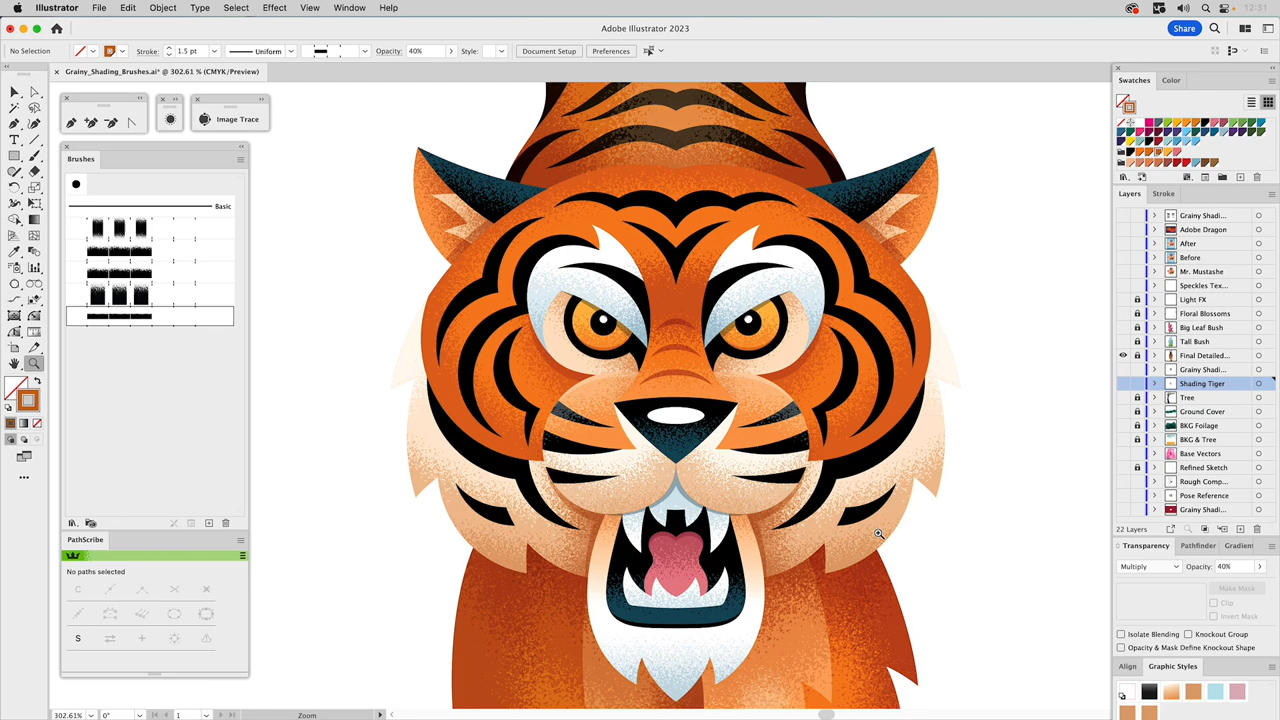 Illustrator File Edit Object Type Select Effect View Window Help 12:31
Adobe Illustrator 2023
Share
No Selection Stroke: 1.5 pt Uniform Opacity: 40% Style: Document Setup Preferences
Grainy_Shading_Brushes.ai* @ 302.61 % (CMYK/Preview)
Image Trace
Brushes
Basic
PathScribe
No paths selected
C
S
Swatches Color
Layers Stroke
Grainy Shadi...
Adobe Dragon
After
Before
Mr. Mustashe
Speckles Tex...
Light FX
Floral Blossoms
Big Leaf Bush
Tall Bush
Final Detailed...
Grainy Shadi...
Shading Tiger
Tree
Ground Cover
BKG Foilage
BKG & Tree
Base Vectors
Refined Sketch
Rough Comp...
Pose Reference
Grainy Shadi...
22 Layers
Transparency Pathfinder Gradient
Multiply Opacity: 40%
Make Mask
Clip
Invert Mask
Isolate Blending Knockout Group
Opacity & Mask Define Knockout Shape
Align Graphic Styles
302.61% 0° 1 Zoom